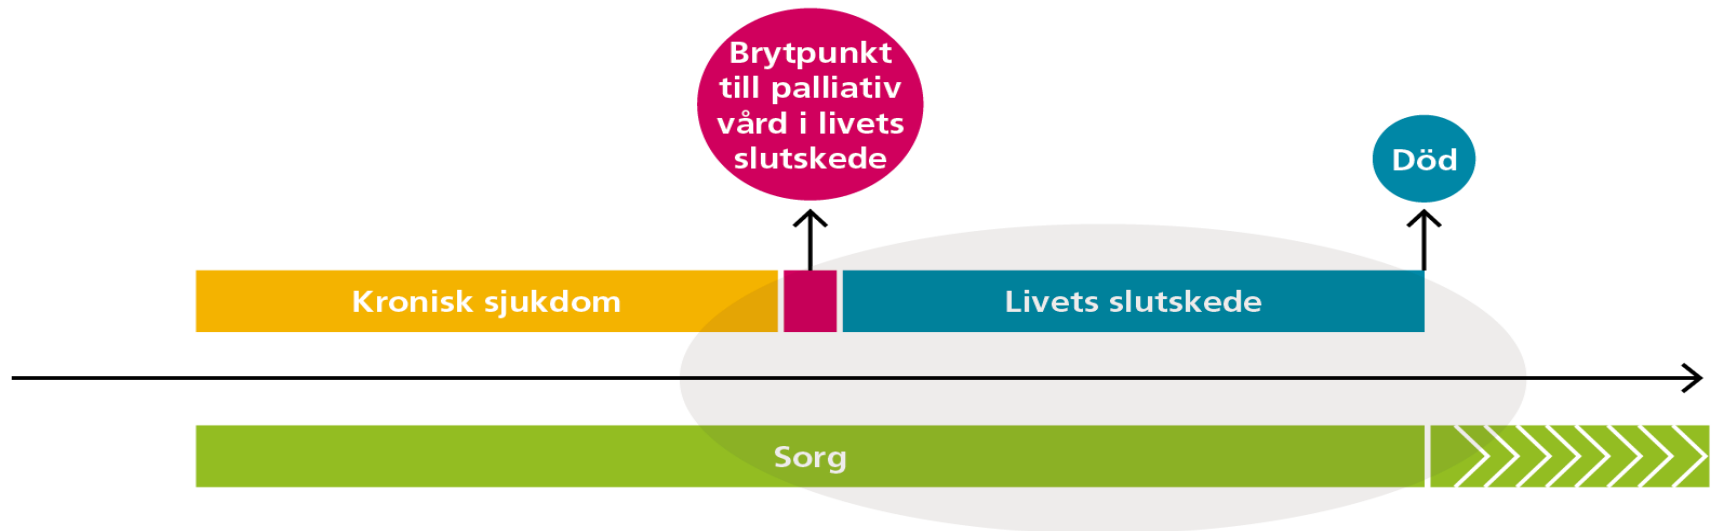 Brytpunkt
till palliativ
vård i livets
slutskede
Död
Kronisk sjukdom
Livets slutskede
Sorg